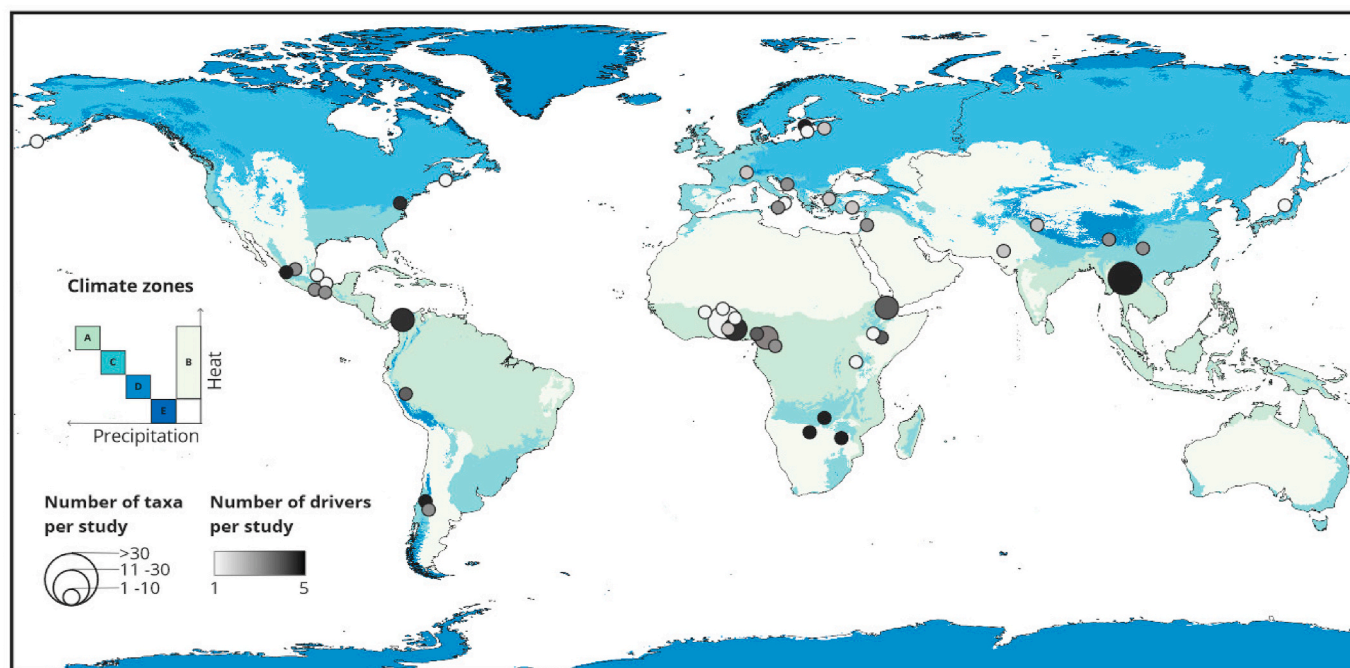 Climate zones
A
C
D
E
B
Heat
Precipitation
Number of taxa
per study
>30
11 -30
1 -10
Number of drivers
per study
1
5